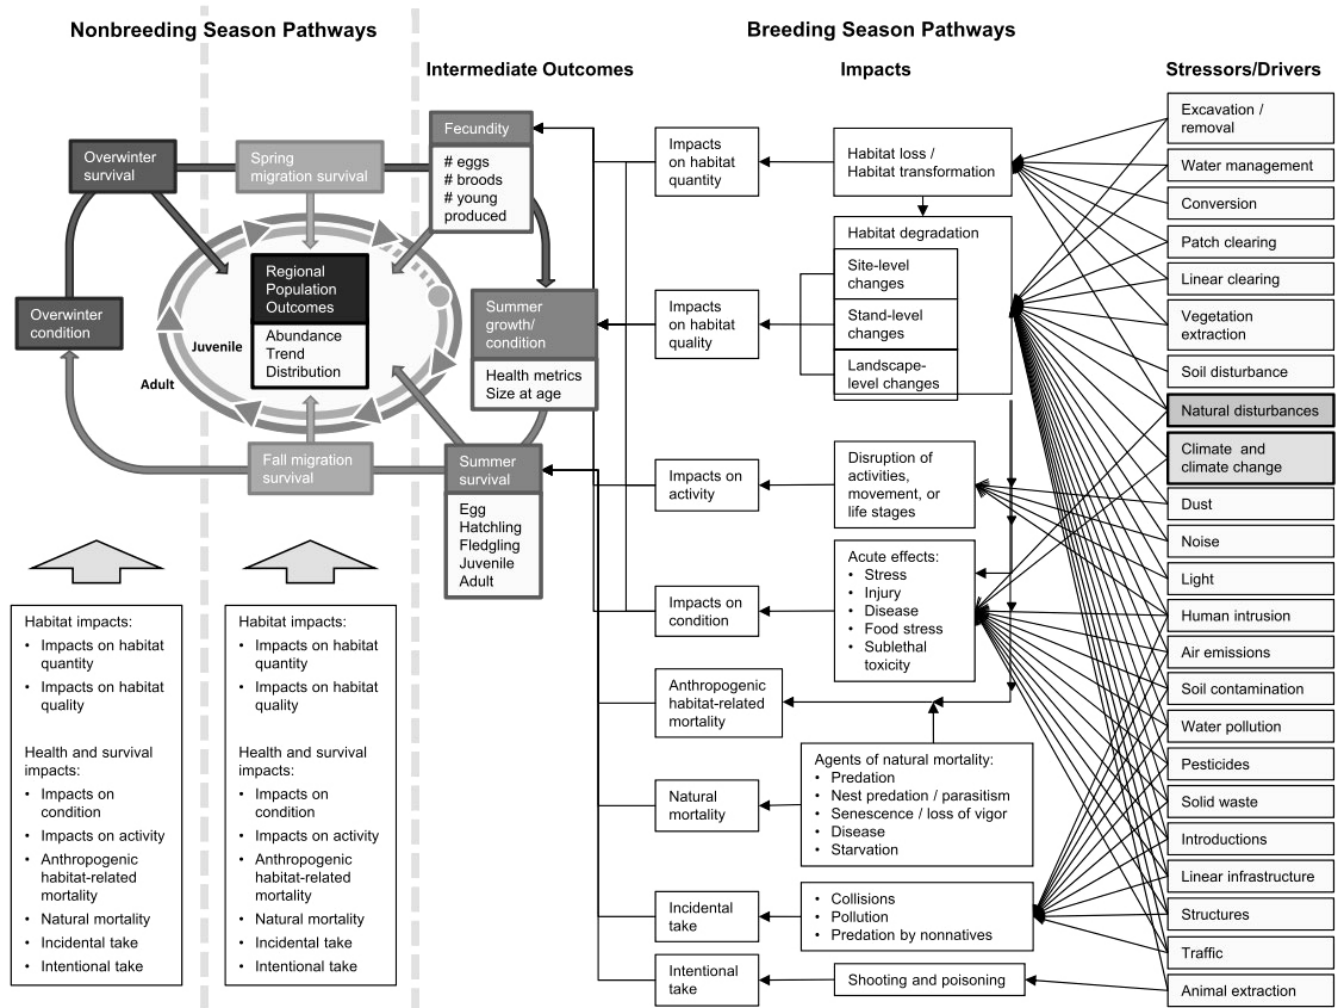 Nonbreeding Season Pathways
Breeding Season Pathways
Intermediate Outcomes
Impacts
Stressors/Drivers
Overwinter
survival
Spring
migration survival
Fecundity
# eggs
# broods
# young
produced
Overwinter
condition
Regional
Population
Outcomes
Abundance
Trend
Distribution
Juvenile
Adult
Summer
growth/
condition
Health metrics
Size at age
Fall migration
survival
Summer
survival
Egg
Hatchling
Fledgling
Juvenile
Adult
Habitat impacts:
• Impacts on habitat
quantity
• Impacts on habitat
quality
Health and survival
impacts:
• Impacts on
condition
• Impacts on activity
• Anthropogenic
habitat-related
mortality
• Natural mortality
• Incidental take
• Intentional take
Habitat impacts:
• Impacts on habitat
quantity
• Impacts on habitat
quality
Health and survival
impacts:
• Impacts on
condition
• Impacts on activity
• Anthropogenic
habitat-related
mortality
• Natural mortality
• Incidental take
• Intentional take
Impacts
on habitat
quantity
Impacts
on habitat
quality
Impacts on
activity
Impacts on
condition
Anthropogenic
habitat-related
mortality
Natural
mortality
Incidental
take
Intentional
take
Habitat loss /
Habitat transformation
Habitat degradation
Site-level
changes
Stand-level
changes
Landscape-
level changes
Disruption of
activities,
movement, or
life stages
Acute effects:
• Stress
• Injury
• Disease
• Food stress
• Sublethal
toxicity
Agents of natural mortality:
• Predation
• Nest predation / parasitism
• Senescence / loss of vigor
• Disease
• Starvation
• Collisions
• Pollution
• Predation by nonnatives
Shooting and poisoning
Excavation /
removal
Water management
Conversion
Patch clearing
Linear clearing
Vegetation
extraction
Soil disturbance
Natural disturbances
Climate and
climate change
Dust
Noise
Light
Human intrusion
Air emissions
Soil contamination
Water pollution
Pesticides
Solid waste
Introductions
Linear infrastructure
Structures
Traffic
Animal extraction